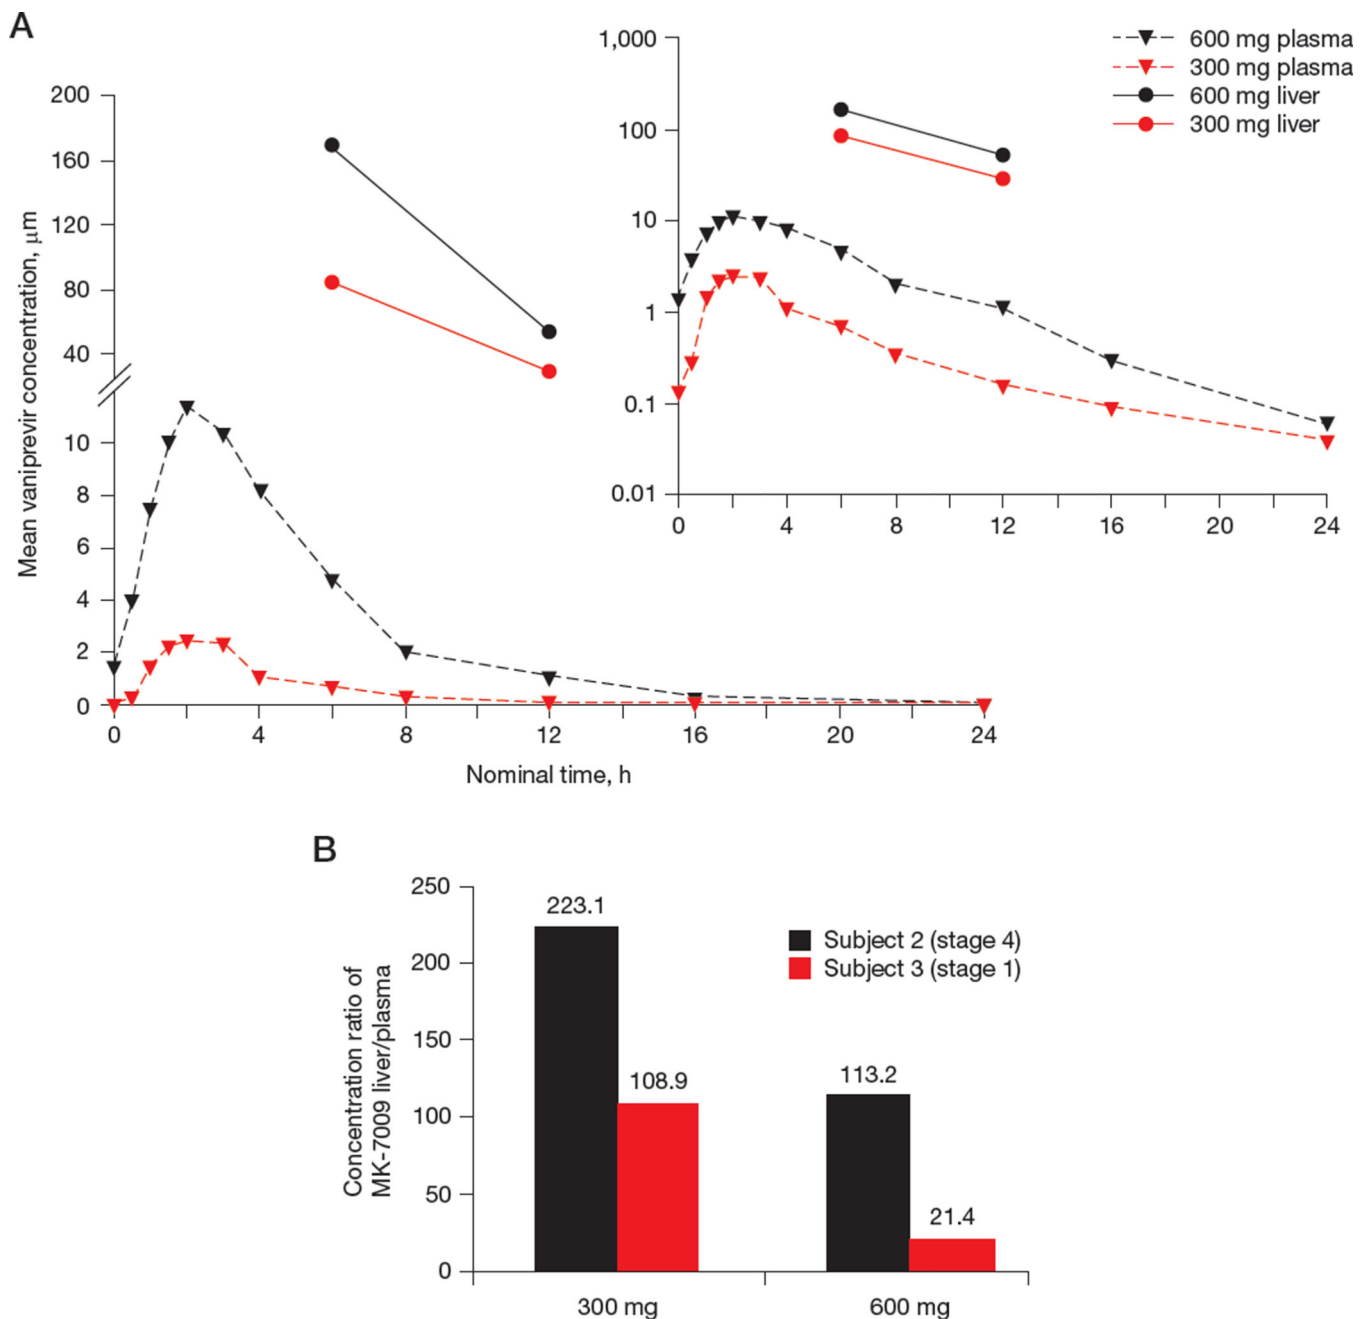 A
Mean vaniprevir concentration, μm
200
160
120
80
40
10
8
6
4
2
0
0
4
8
12
16
20
24
Nominal time, h
1,000
100
10
1
0.1
0.01
0
4
8
12
16
20
24
600 mg plasma
300 mg plasma
600 mg liver
300 mg liver
B
Concentration ratio of
MK-7009 liver/plasma
250
200
150
100
50
0
223.1
108.9
113.2
21.4
Subject 2 (stage 4)
Subject 3 (stage 1)
300 mg
600 mg